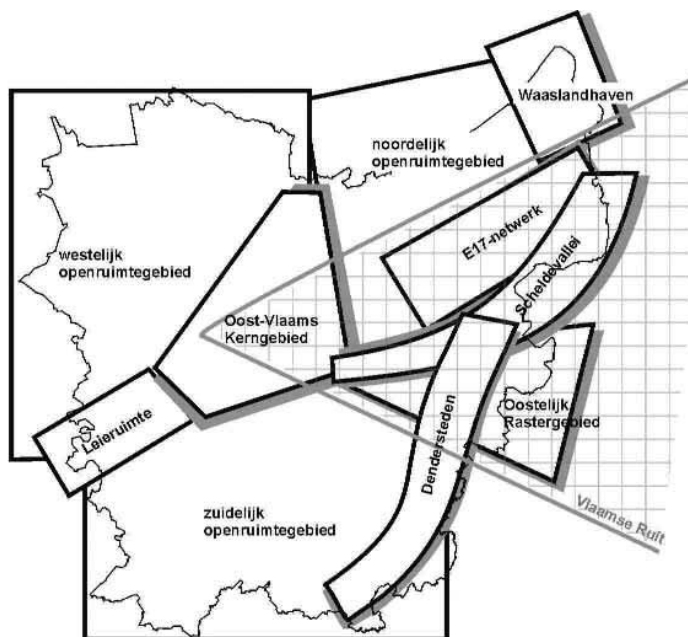 Waaslandhaven
noordelijk
openruimtegebied
E17-netwerk
westelijk
openruimtegebied
Scheldevallei
Oost-Vlaams
Kerngebied
Leieruimte
Oostelijk
Rastergebied
Dendersteden
zuidelijk
openruimtegebied
Vlaamse Ruit